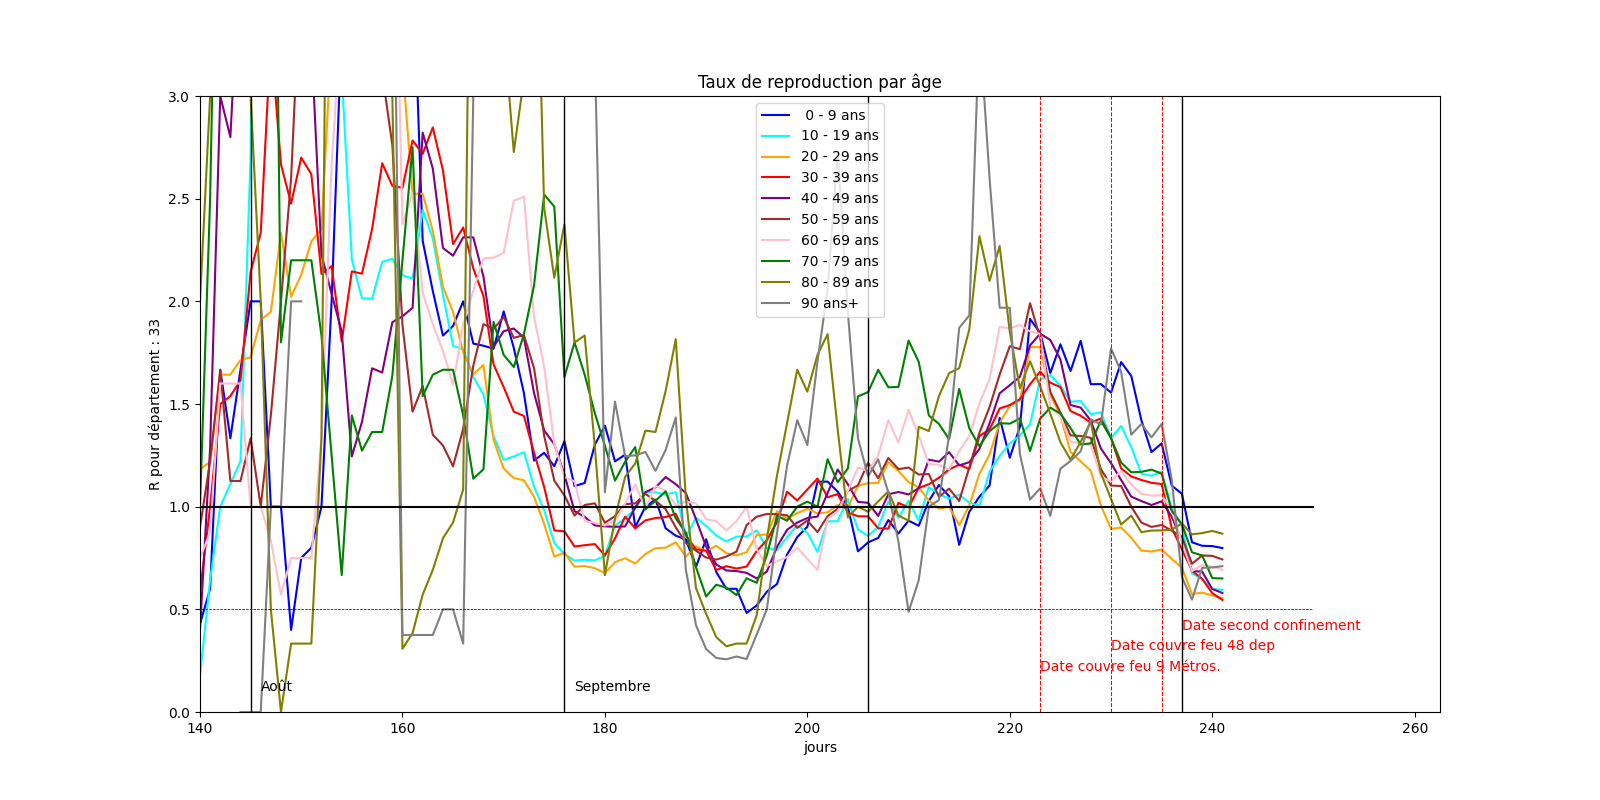 Taux de reproduction par âge
3.0
2.5
2.0
1.5
1.0
0.5
0.0
R pour département : 33
0 - 9 ans
10 - 19 ans
20 - 29 ans
30 - 39 ans
40 - 49 ans
50 - 59 ans
60 - 69 ans
70 - 79 ans
80 - 89 ans
90 ans+
Date second confinement
Date couvre feu 48 dep
Date couvre feu 9 Métros.
Août
Septembre
140
160
180
200
220
240
260
jours